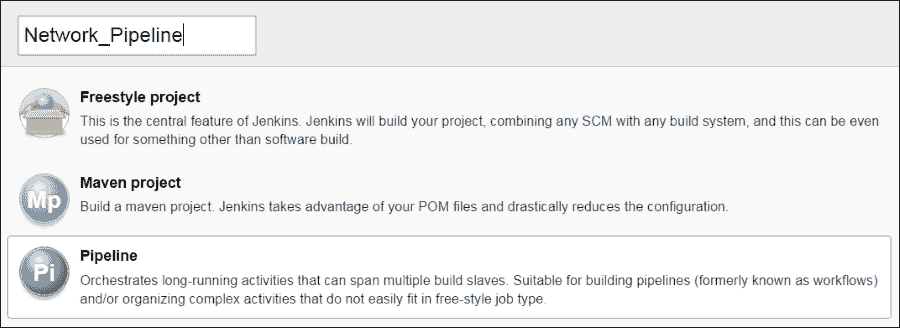 Network_Pipeline
Freestyle project
This is the central feature of Jenkins. Jenkins will build your project, combining any SCM with any build system, and this can be even
used for something other than software build.
Mp
Maven project
Build a maven project. Jenkins takes advantage of your POM files and drastically reduces the configuration.
Pi
Pipeline
Orchestrates long-running activities that can span multiple build slaves. Suitable for building pipelines (formerly known as workflows)
and/or organizing complex activities that do not easily fit in free-style job type.